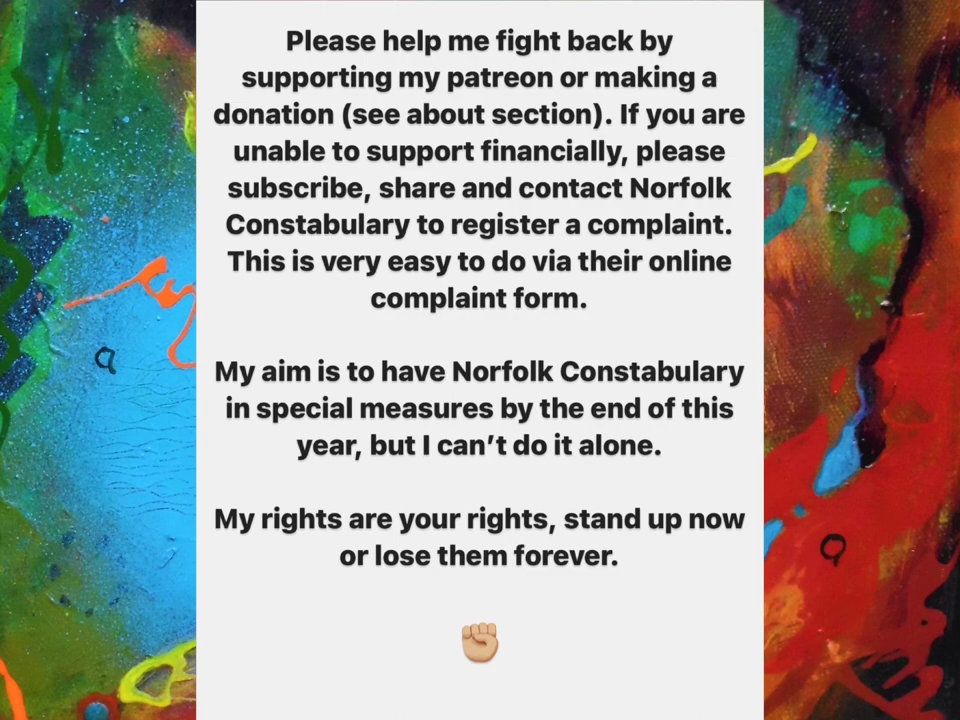 Please help me fight back by
supporting my patreon or making a
donation (see about section). If you are
unable to support financially, please
subscribe, share and contact Norfolk
Constabulary to register a complaint.
This is very easy to do via their online
complaint form.
My aim is to have Norfolk Constabulary
in special measures by the end of this
year, but I can’t do it alone.
My rights are your rights, stand up now
or lose them forever.
✊🏼